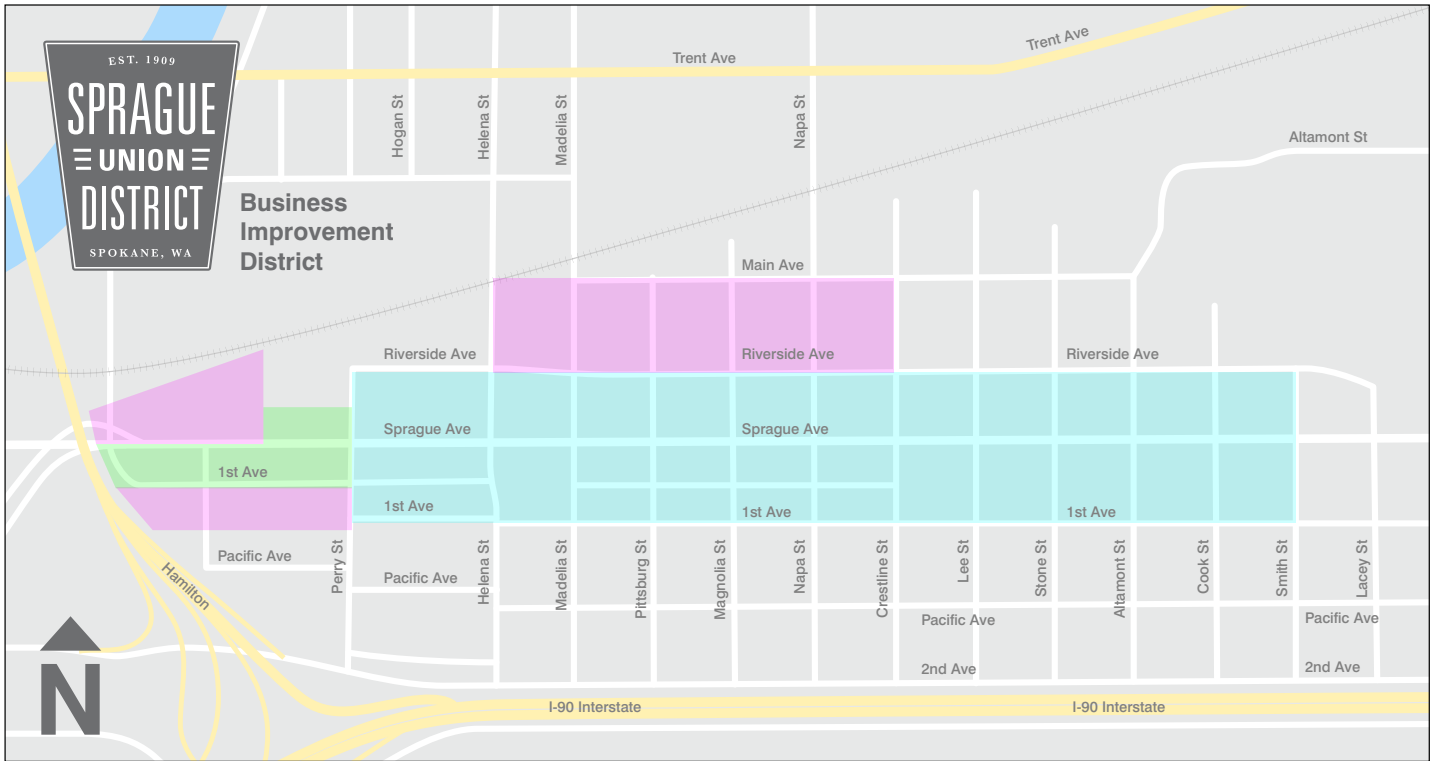 EST. 1909
SPRAGUE
UNION
DISTRICT
SPOKANE, WA
Business
Improvement
District
Trent Ave
Trent Ave
Hogan St
Helena St
Madelia St
Napa St
Altamont St
Main Ave
Riverside Ave
Riverside Ave
Riverside Ave
Sprague Ave
Sprague Ave
1st Ave
1st Ave
1st Ave
1st Ave
Pacific Ave
Pacific Ave
Hamilton
Perry St
Helena St
Madelia St
Pittsburg St
Magnolia St
Napa St
Crestline St
Lee St
Stone St
Altamont St
Cook St
Smith St
Lacey St
Pacific Ave
Pacific Ave
2nd Ave
2nd Ave
N
I-90 Interstate
I-90 Interstate